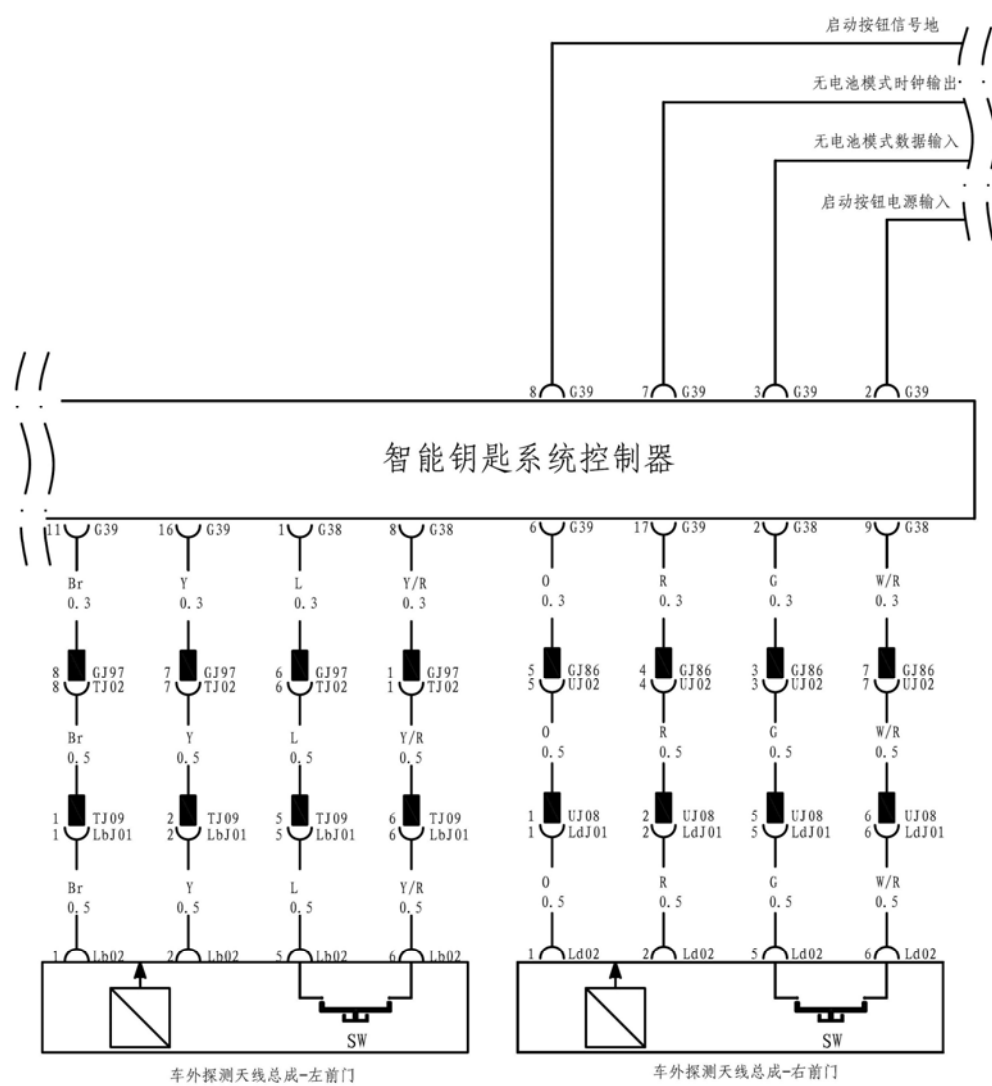 启动按钮信号地
无电池模式时钟输出
无电池模式数据输入
启动按钮电源输入
8 G39 7 G39 3 G39 2 G39
智能钥匙系统控制器
11 G39 16 G39 1 G38 8 G38 6 G39 17 G39 2 G38 9 G38
Br Y L Y/R O R G W/R
0.3 0.3 0.3 0.3 0.3 0.3 0.3 0.3
8 GJ97 7 GJ97 6 GJ97 1 GJ97 5 GJ86 4 GJ86 3 GJ86 7 GJ86
8 TJ02 7 TJ02 6 TJ02 1 TJ02 5 UJ02 4 UJ02 3 UJ02 7 UJ02
Br Y L Y/R O R G W/R
0.5 0.5 0.5 0.5 0.5 0.5 0.5 0.5
1 TJ09 2 TJ09 5 TJ09 6 TJ09 1 UJ08 2 UJ08 5 UJ08 6 UJ08
1 LbJ01 2 LbJ01 5 LbJ01 6 LbJ01 1 LdJ01 2 LdJ01 5 LdJ01 6 LdJ01
Br Y L Y/R O R G W/R
0.5 0.5 0.5 0.5 0.5 0.5 0.5 0.5
1 Lb02 2 Lb02 5 Lb02 6 Lb02 1 Ld02 2 Ld02 5 Ld02 6 Ld02
SW SW
车外探测天线总成-左前门 车外探测天线总成-右前门